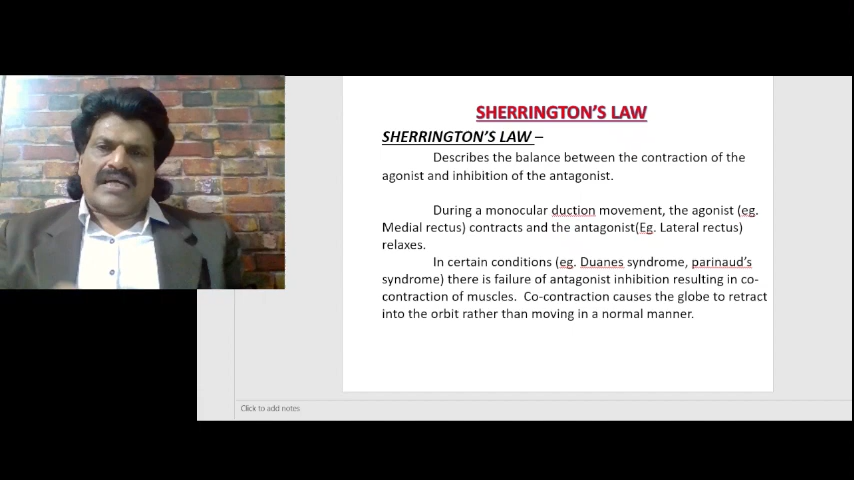 SHERRINGTON'S LAW
SHERRINGTON'S LAW –
Describes the balance between the contraction of the
agonist and inhibition of the antagonist.
During a monocular duction movement, the agonist (eg.
Medial rectus) contracts and the antagonist(Eg. Lateral rectus)
relaxes.
In certain conditions (eg. Duanes syndrome, parinaud's
syndrome) there is failure of antagonist inhibition resulting in co-
contraction of muscles. Co-contraction causes the globe to retract
into the orbit rather than moving in a normal manner.
Click to add notes